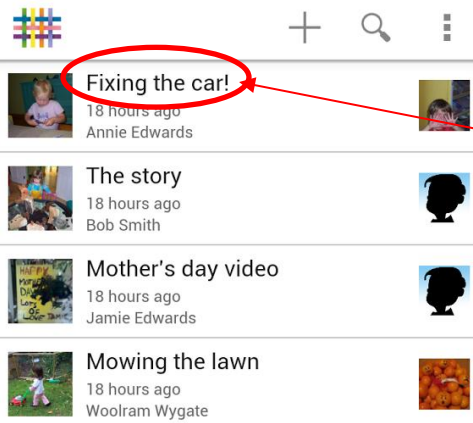 Fixing the car!
18 hours ago
Annie Edwards
The story
18 hours ago
Bob Smith
Mother's day video
18 hours ago
Jamie Edwards
HAPPY
Mowing the lawn
18 hours ago
Woolram Wygate